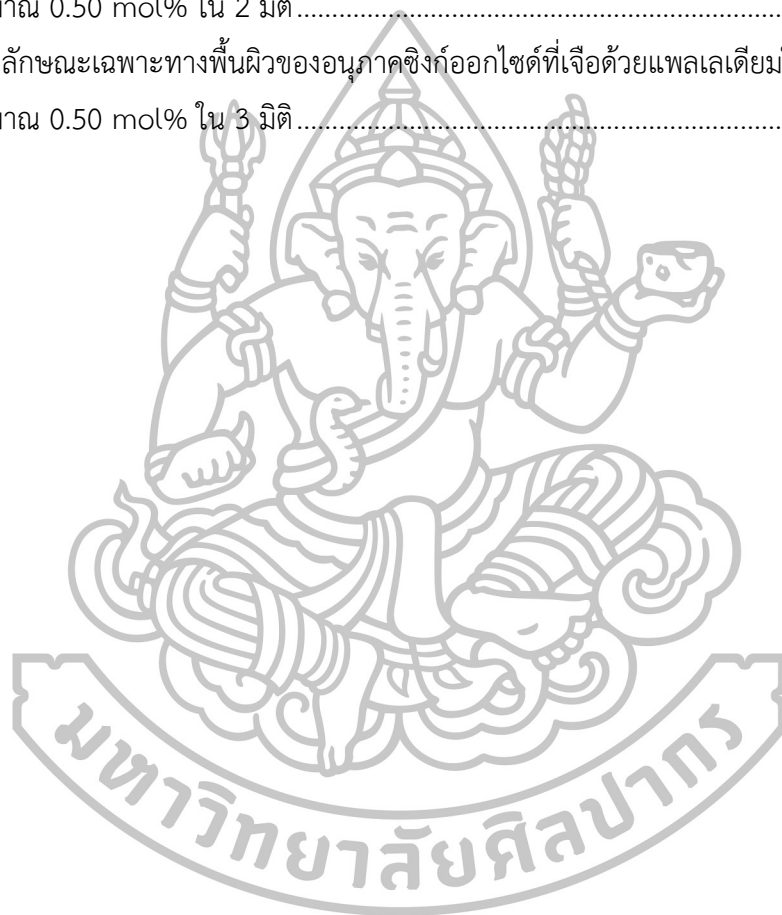 าณ 0.50 mol% ใน 2 มิติ........................................................................
ลักษณะเฉพาะทางพื้นผิวของอนุภาคซิงก์ออกไซด์ที่เจือด้วยแพลเลเดียม
าณ 0.50 mol% ใน 3 มิติ........................................................................
มหาวิทยาลัยศิลปากร